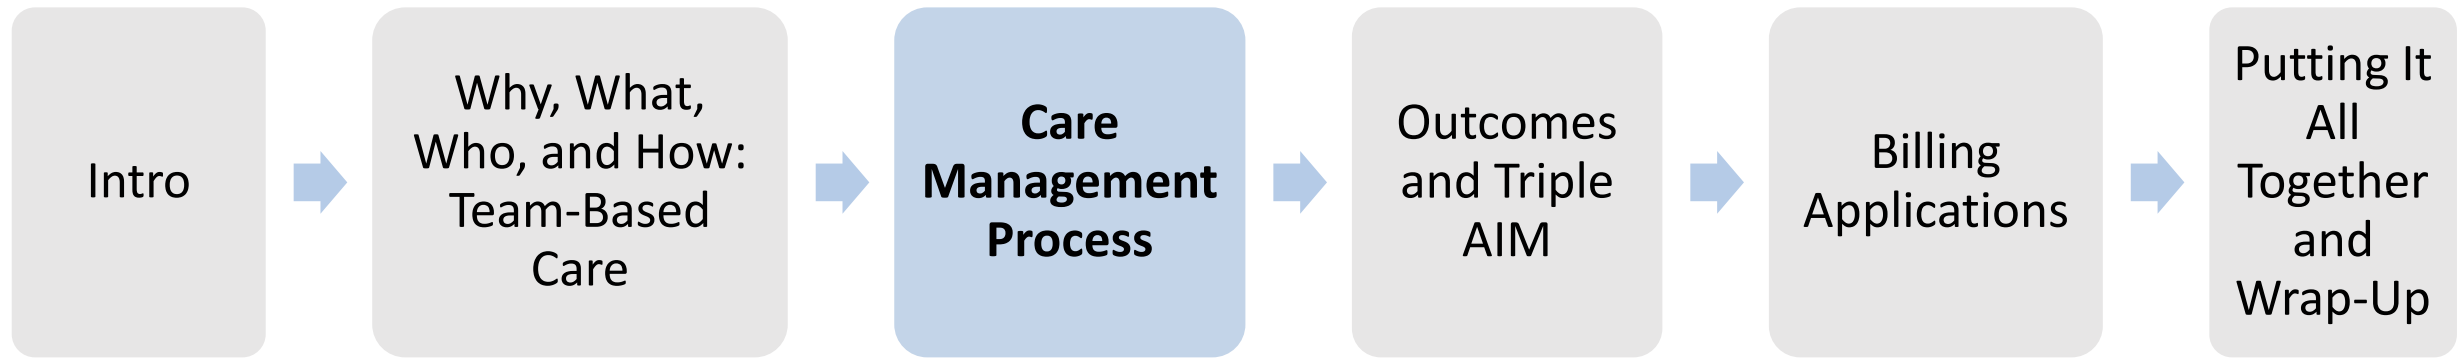 Intro
Why, What,
Who, and How:
Team-Based
Care
Care
Management
Process
Outcomes
and Triple
AIM
Billing
Applications
Putting It
All
Together
and
Wrap-Up